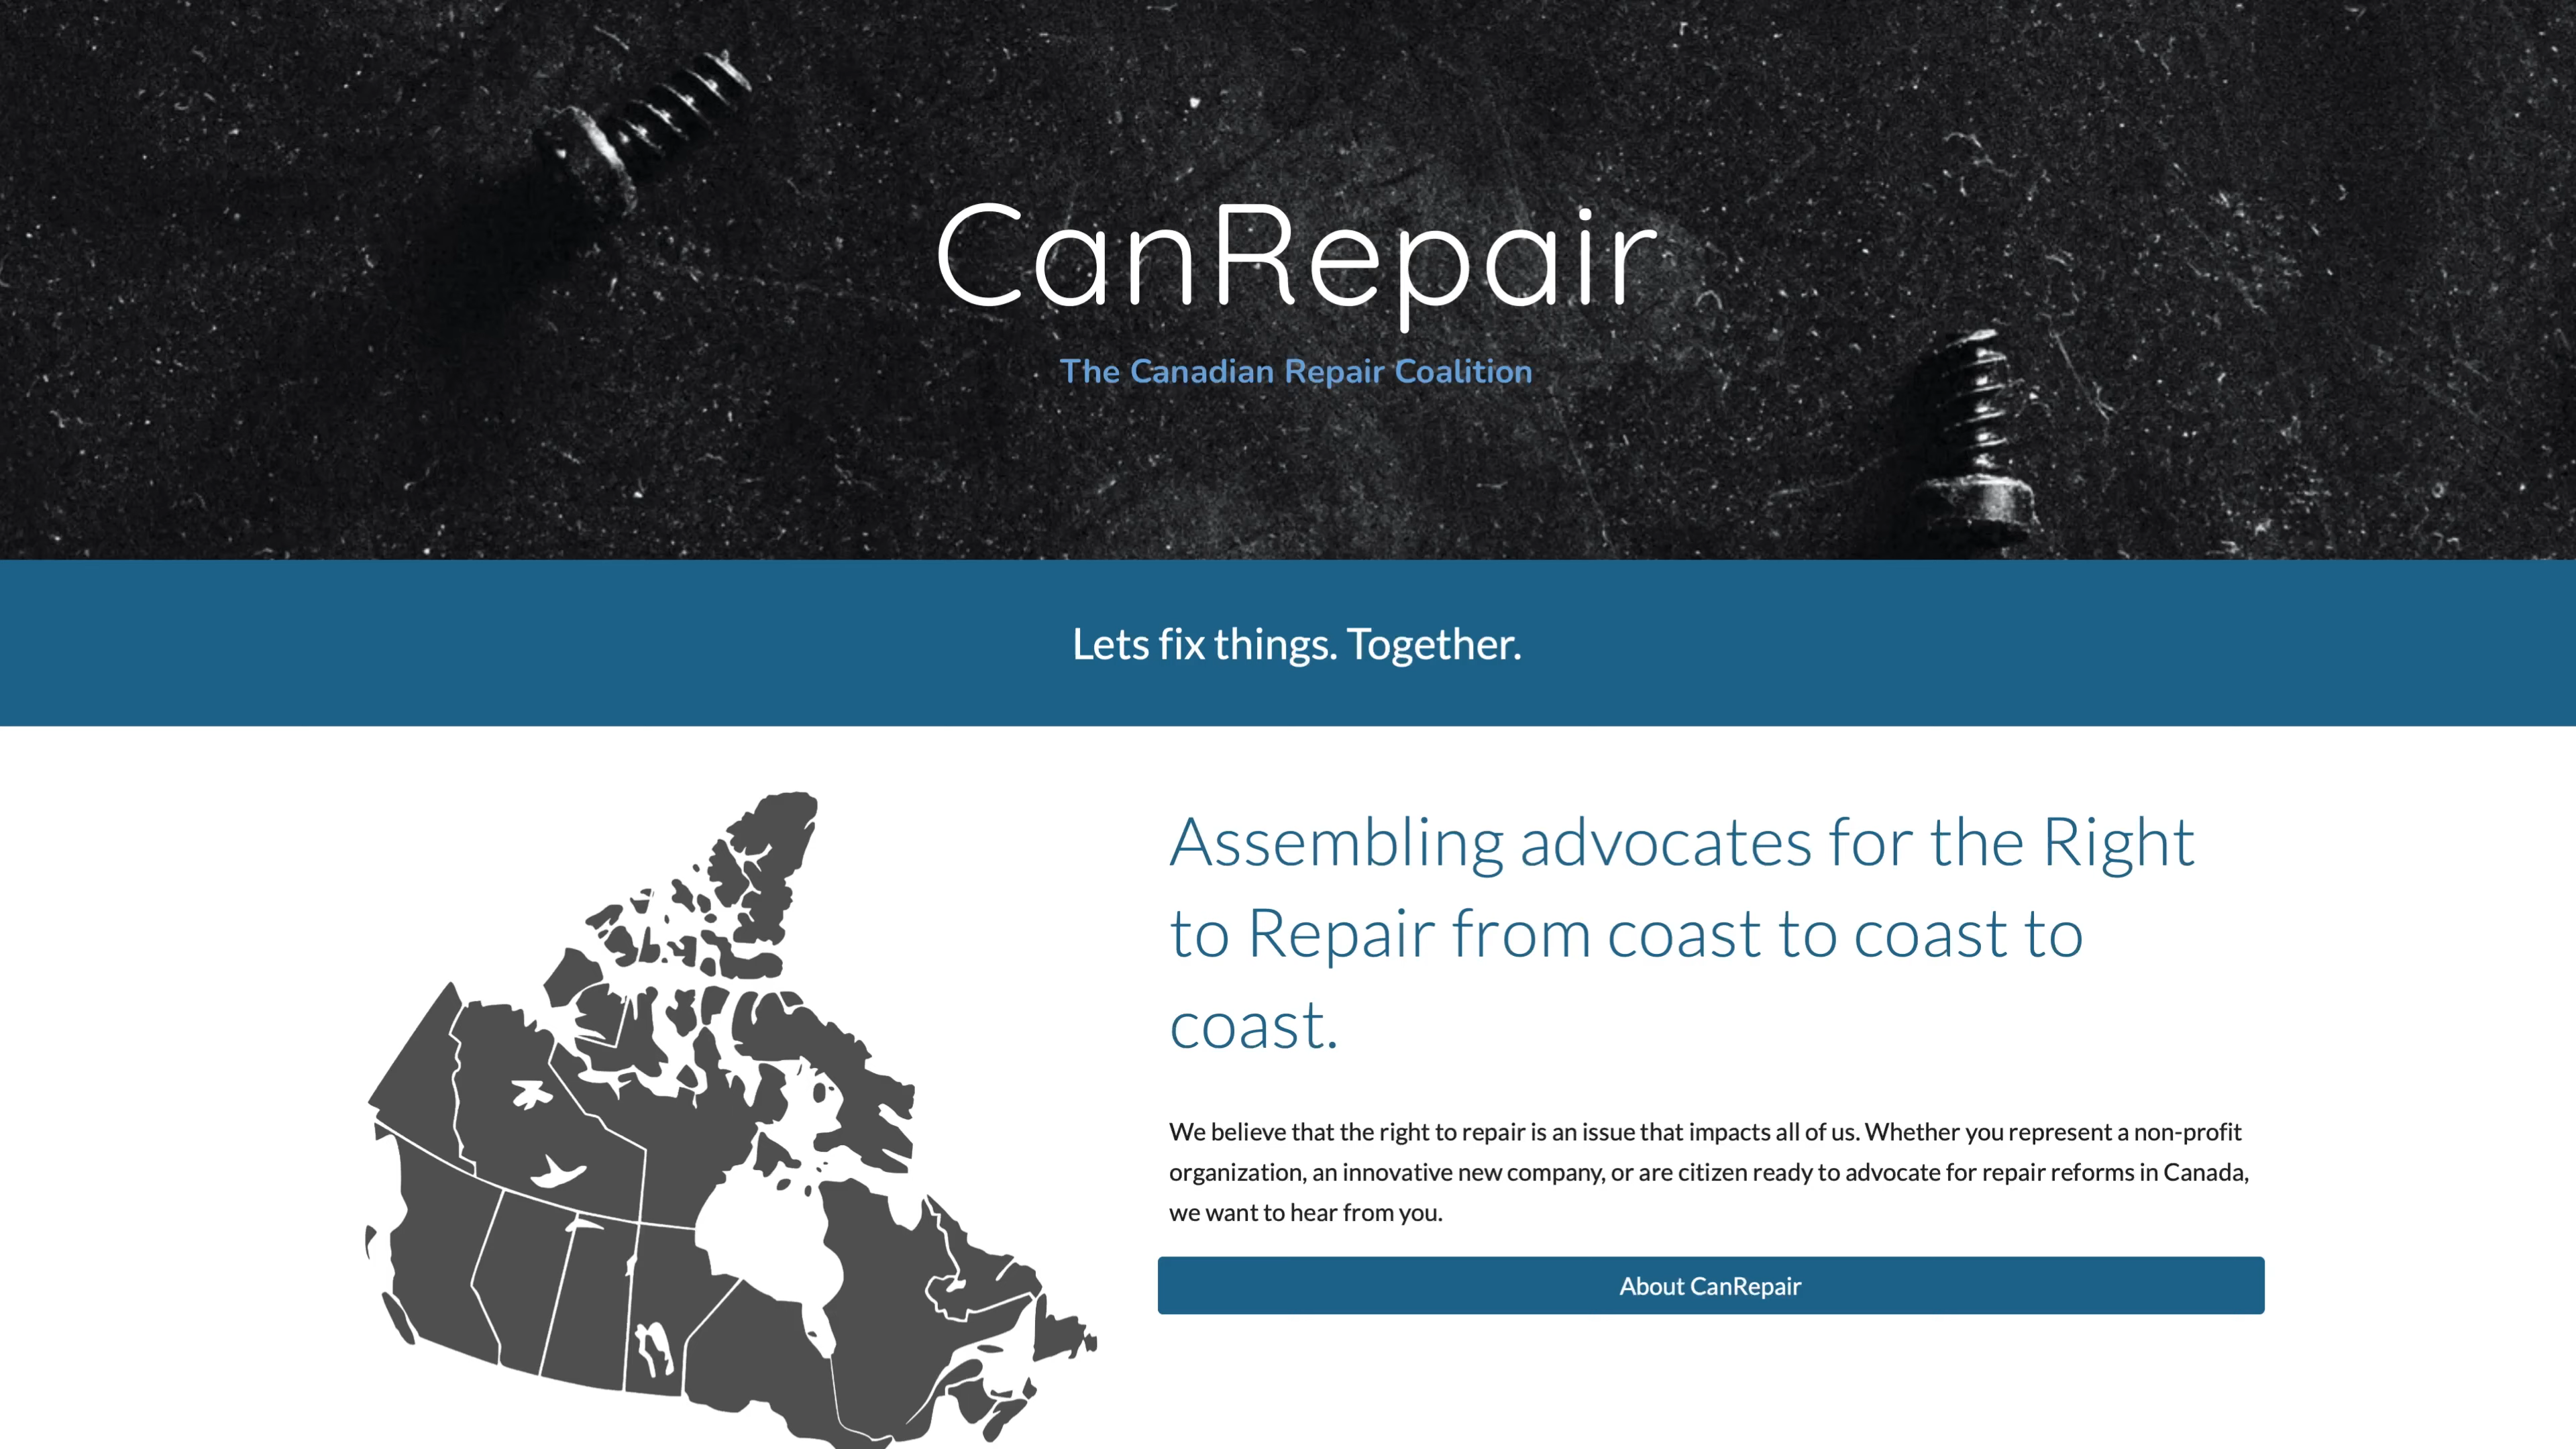 CanRepair
The Canadian Repair Coalition
Lets fix things. Together.
Assembling advocates for the Right
to Repair from coast to coast to
coast.
We believe that the right to repair is an issue that impacts all of us. Whether you represent a non-profit
organization, an innovative new company, or are citizen ready to advocate for repair reforms in Canada,
we want to hear from you.
About CanRepair